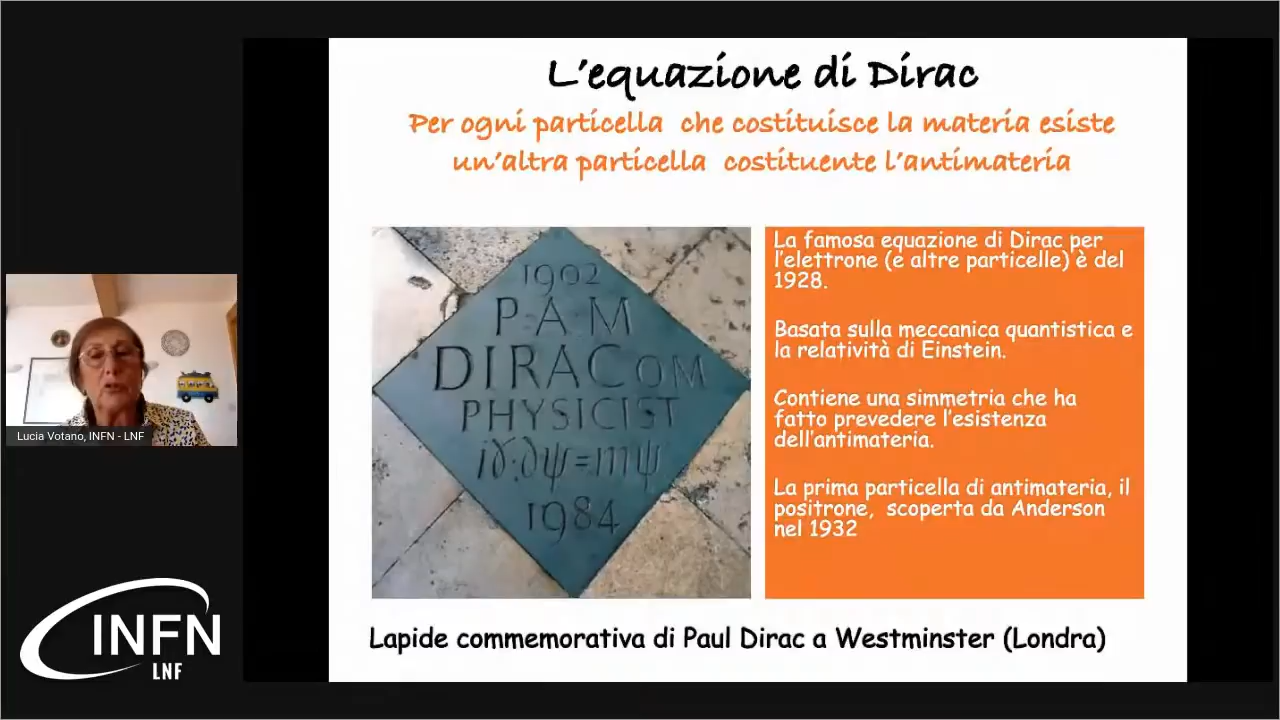 L'equazione di Dirac
Per ogni particella che costituisce la materia esiste
un'altra particella costituente l'antimateria
1902
P·A·M
DIRAC OM
PHYSICIST
iγ·∂ψ=mψ
1984
La famosa equazione di Dirac per
l'elettrone (e altre particelle) è del
1928.
Basata sulla meccanica quantistica e
la relatività di Einstein.
Contiene una simmetria che ha
fatto prevedere l'esistenza
dell'antimateria.
La prima particella di antimateria, il
positrone, scoperta da Anderson
nel 1932
Lapide commemorativa di Paul Dirac a Westminster (Londra)
Lucia Votano, INFN - LNF
INFN
LNF